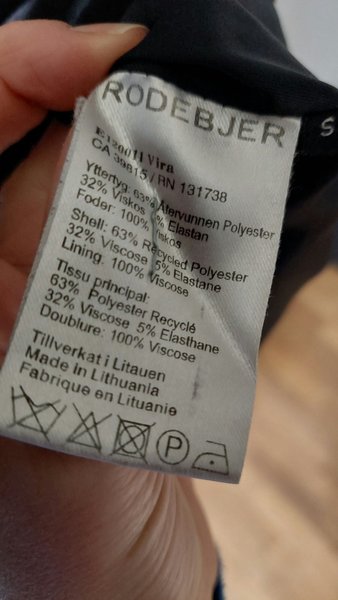 RODEBJER
S
Vira
CA 39815 / RN 131738
Yttertyg: 63% Återvunnen Polyester
32% Viskos 5% Elastan
Foder: 100% Viskos
Shell: 63% Recycled Polyester
32% Viscose 5% Elastane
Lining: 100% Viscose
Tissu principal:
63% Polyester Recyclé
32% Viscose 5% Elasthane
Doublure: 100% Viscose
Tillverkat i Litauen
Made in Lithuania
Fabrique en Lituanie
P